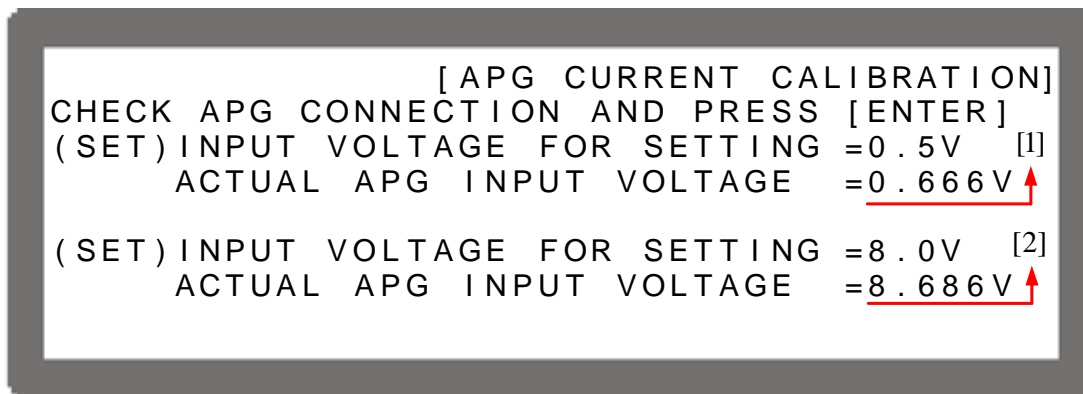 [APG CURRENT CALIBRATION]
CHECK APG CONNECTION AND PRESS [ENTER]
(SET)INPUT VOLTAGE FOR SETTING =0.5V [1]
ACTUAL APG INPUT VOLTAGE =0.666V
(SET)INPUT VOLTAGE FOR SETTING =8.0V [2]
ACTUAL APG INPUT VOLTAGE =8.686V